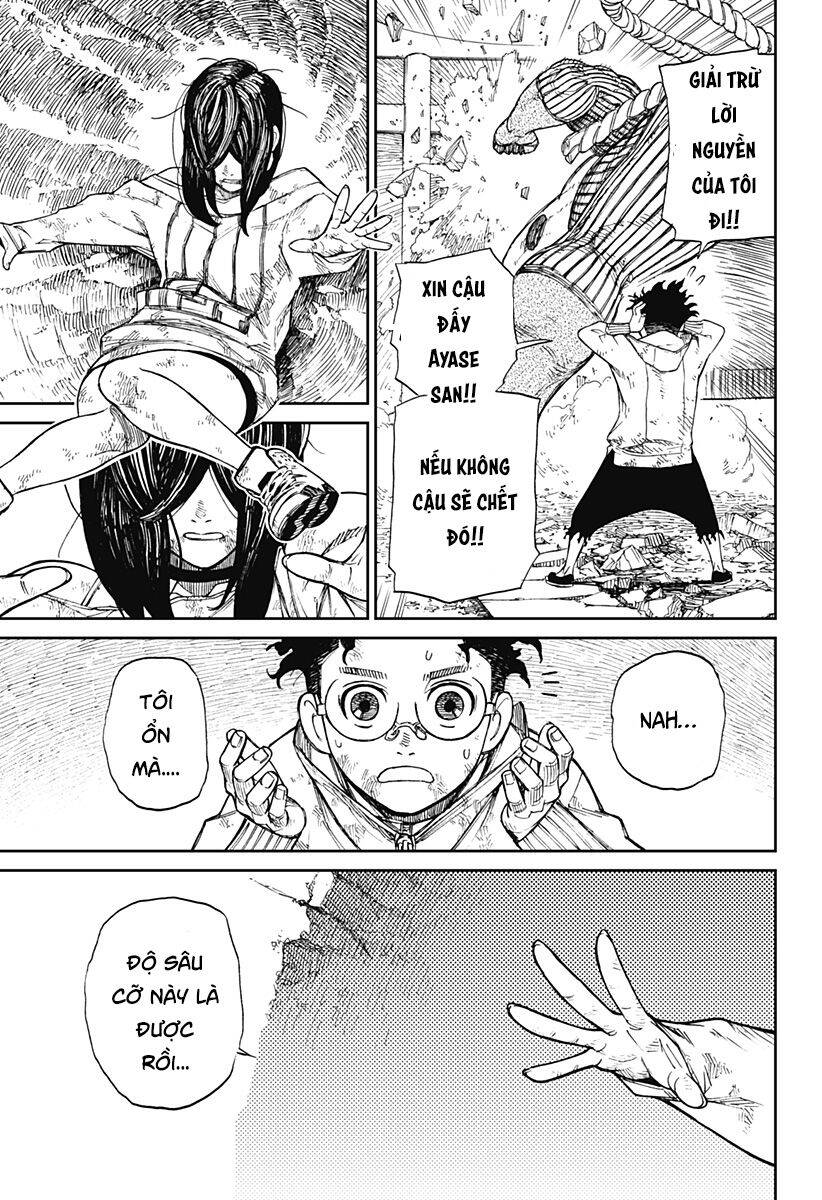 GIẢI TRỪ
LỜI
NGUYỀN
CỦA TÔI
ĐI!!
XIN CẬU
ĐẤY
AYASE
SAN!!
NẾU KHÔNG
CẬU SẼ CHẾT
ĐÓ!!
NAH...
TÔI
ỔN
MÀ....
ĐỘ SÂU
CỠ NÀY LÀ
ĐƯỢC
RỒI...